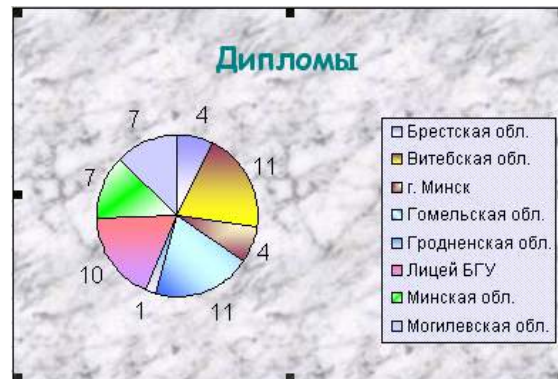 Дипломы
7
4
11
4
11
1
10
7
Брестская обл.
Витебская обл.
г. Минск
Гомельская обл.
Гродненская обл.
Лицей БГУ
Минская обл.
Могилевская обл.